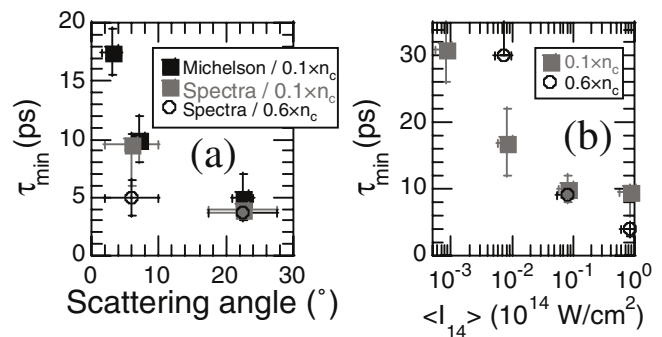 20
15
10
5
0
τmin (ps)
Michelson / 0.1×nc
Spectra / 0.1×nc
Spectra / 0.6×nc
(a)
0 10 20 30
Scattering angle (°)
30
20
10
0
τmin (ps)
0.1×nc
0.6×nc
(b)
10-3 10-2 10-1 100
<I14> (1014 W/cm2)